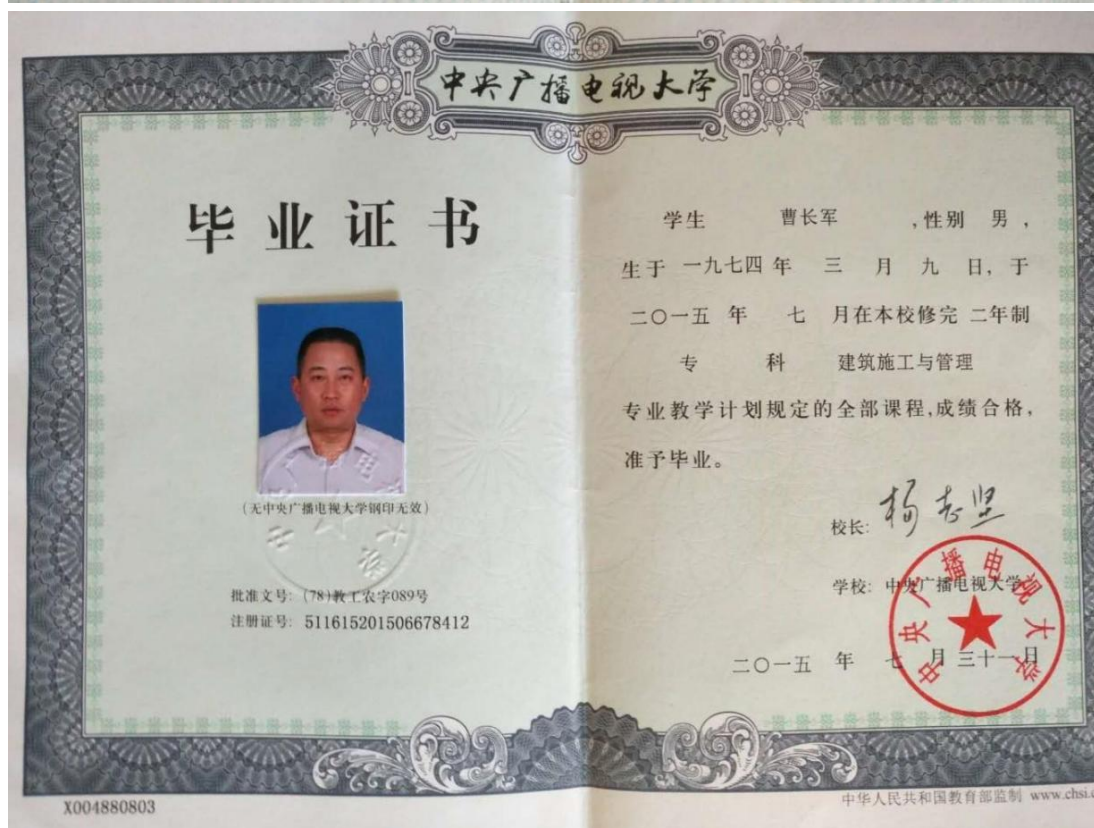 中央广播电视大学
毕业证书
(无中央广播电视大学钢印无效)
批准文号: (78)教工农字089号
注册证号: 511615201506678412
X004880803
学生 曹长军 ,性别 男,
生于 一九七四 年 三 月 九 日, 于
二〇一五 年 七 月在本校修完 二年制
专 科 建筑施工与管理
专业教学计划规定的全部课程,成绩合格,
准予毕业。
校长: 杨志坚
学校: 中央广播电视大学
中央广播电视大学
二〇一五 年 七 月 三十一 日
中华人民共和国教育部监制 www.chsi.c